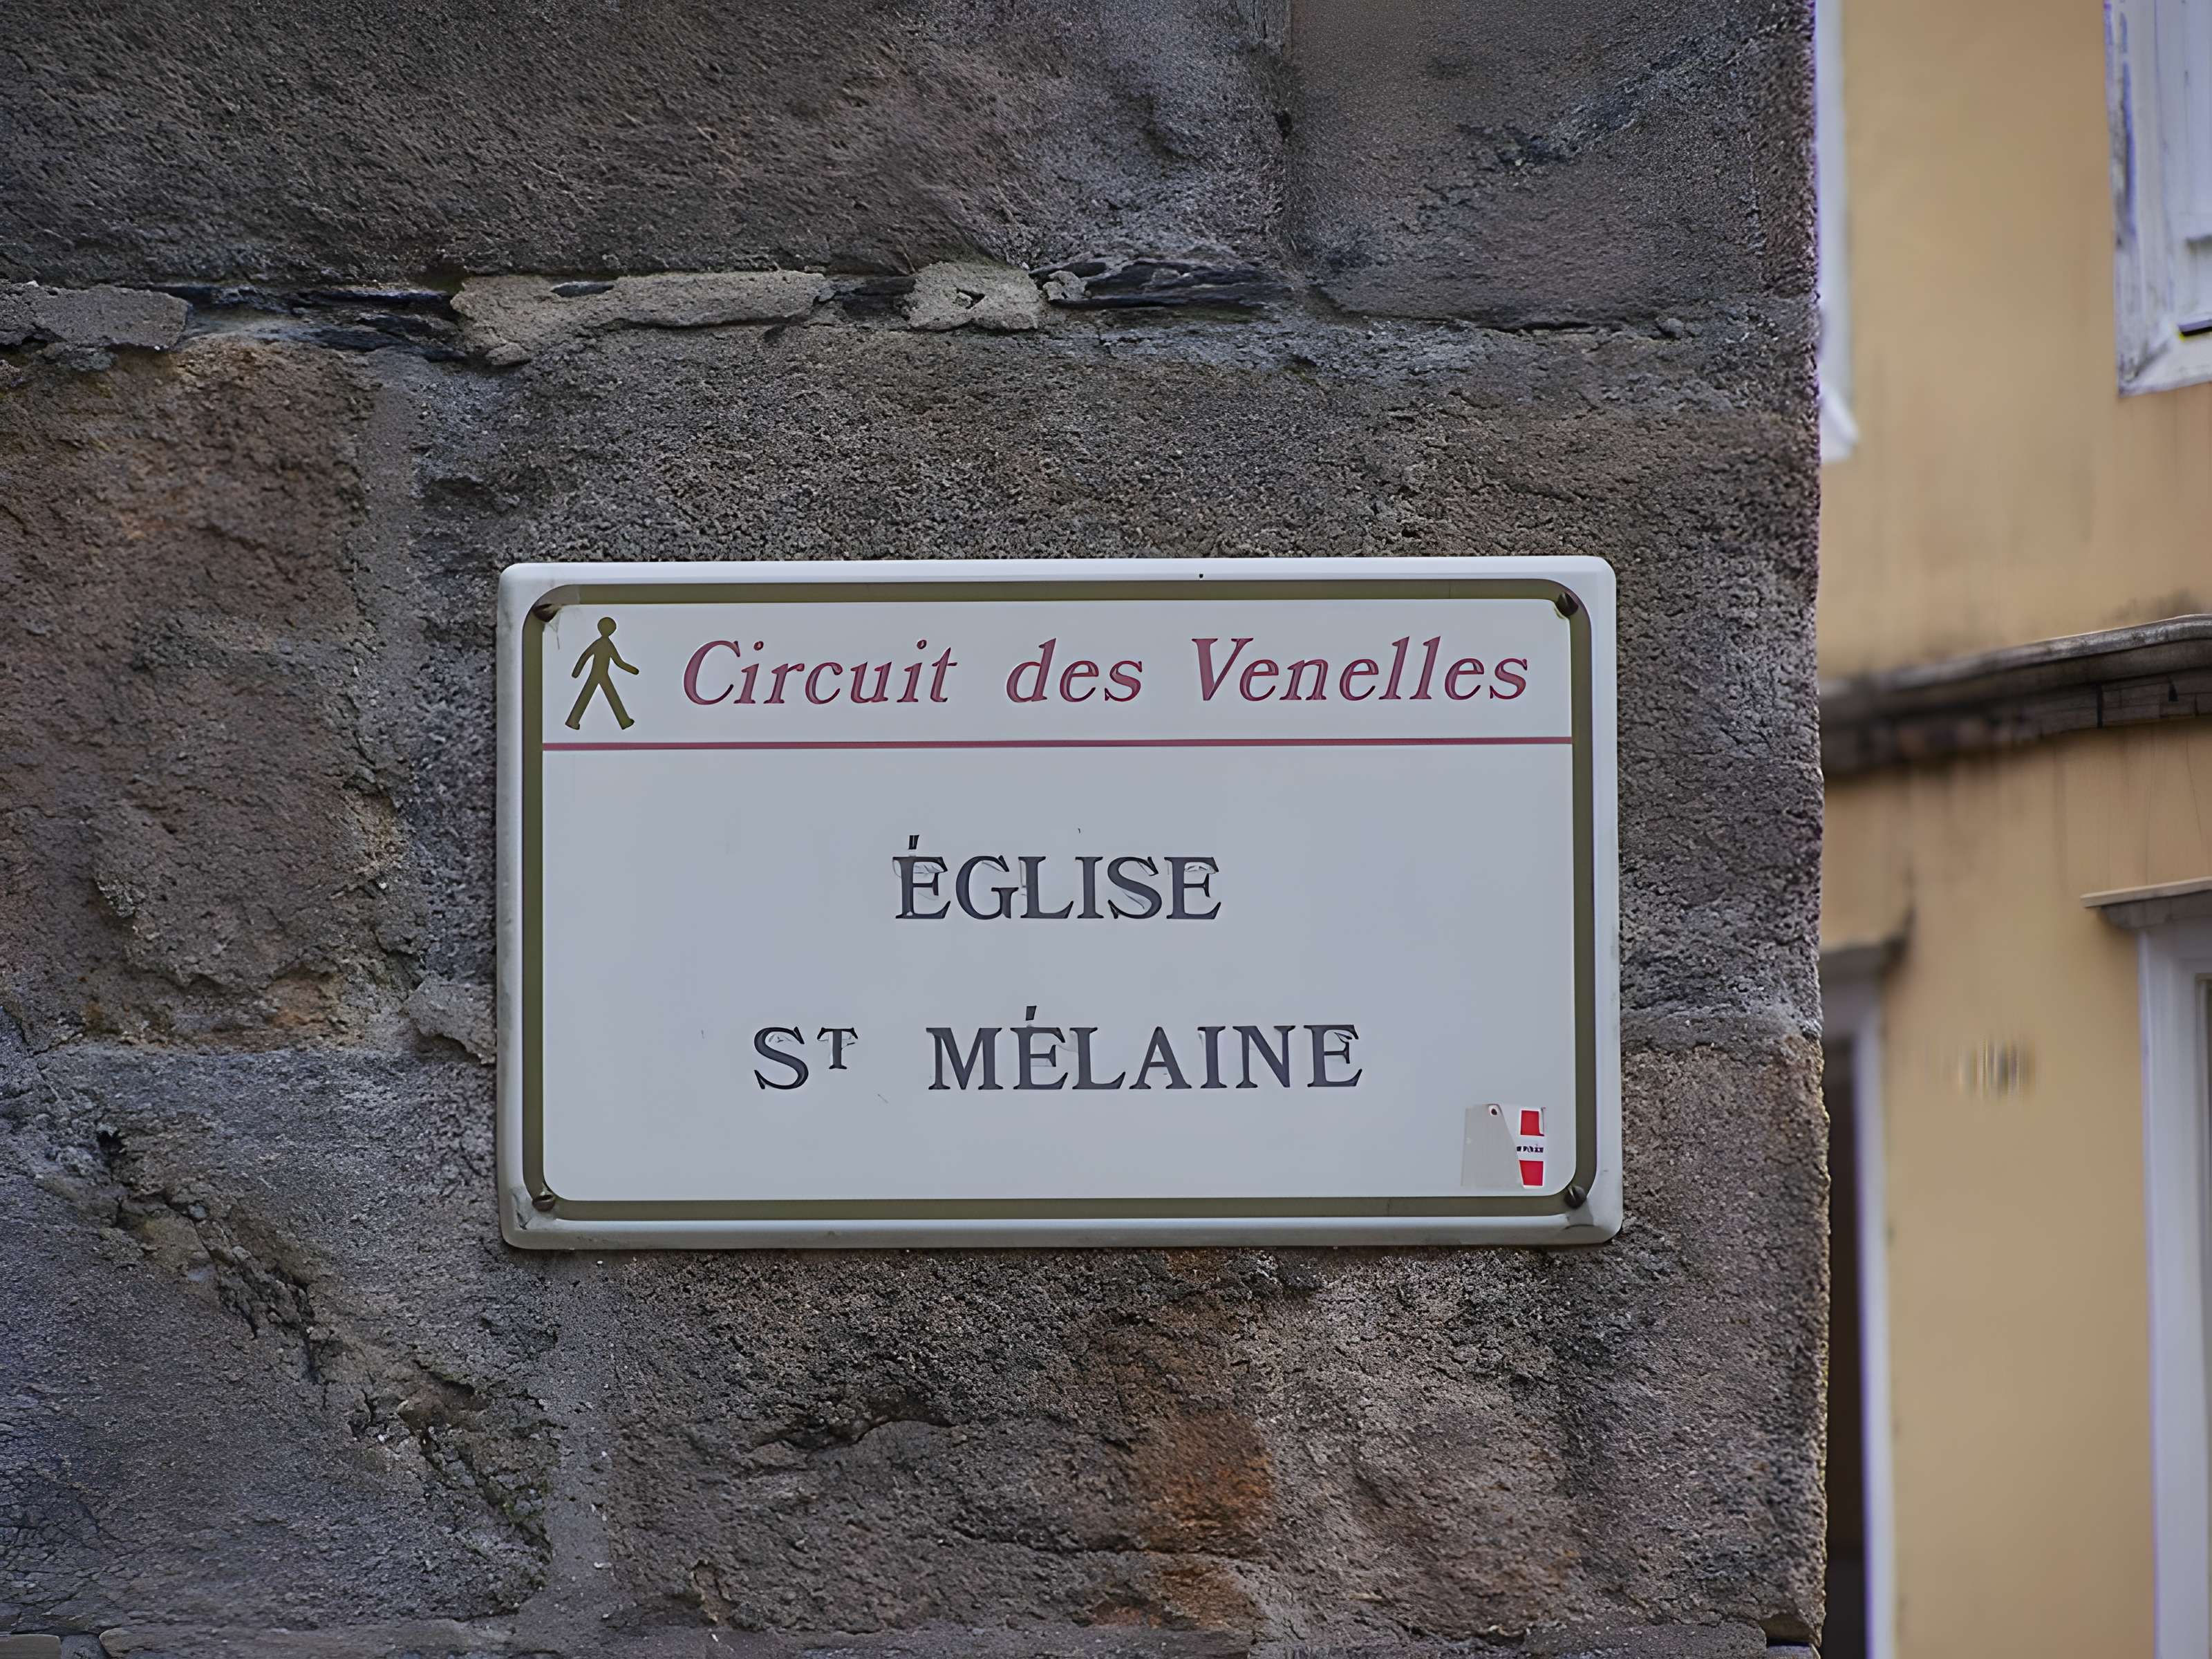 Circuit des Venelles
ÉGLISE
Sᵀ MÉLAINE